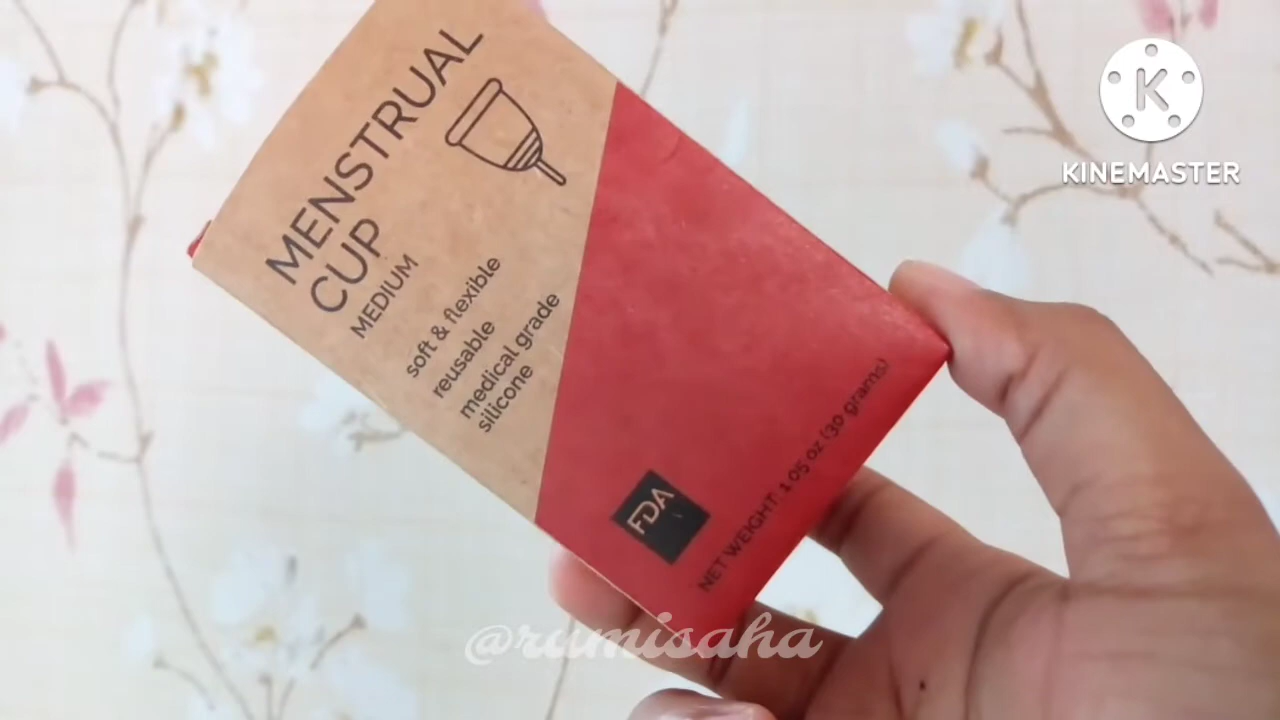 MENSTRUAL
CUP
MEDIUM
soft & flexible
reusable
medical grade
silicone
FDA
NET WEIGHT: 1.05 oz (30 grams)
K
KINEMASTER
@rumisaha